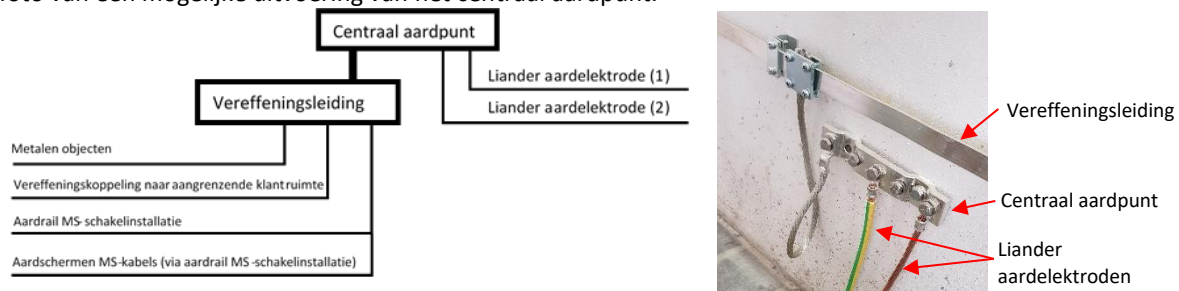 Centraal aardpunt
Liander aardelektrode (1)
Vereffeningsleiding
Liander aardelektrode (2)
Metalen objecten
Vereffeningskoppeling naar aangrenzende klantruimte
Aardrail MS-schakelinstallatie
Aardschermen MS-kabels (via aardrail MS-schakelinstallatie)
Vereffeningsleiding
Centraal aardpunt
Liander
aardelektroden